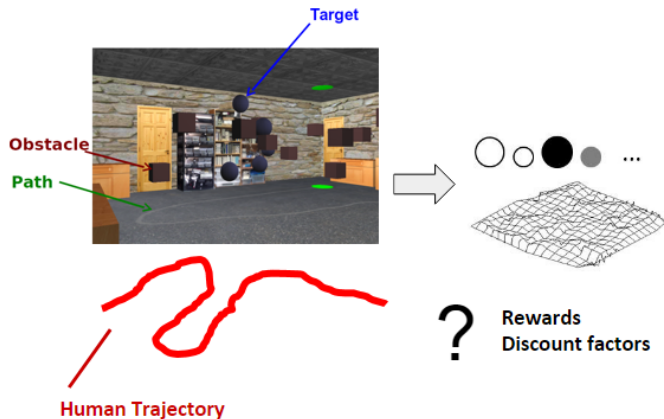 Target
Obstacle
Path
...
?
Rewards
Discount factors
Human Trajectory